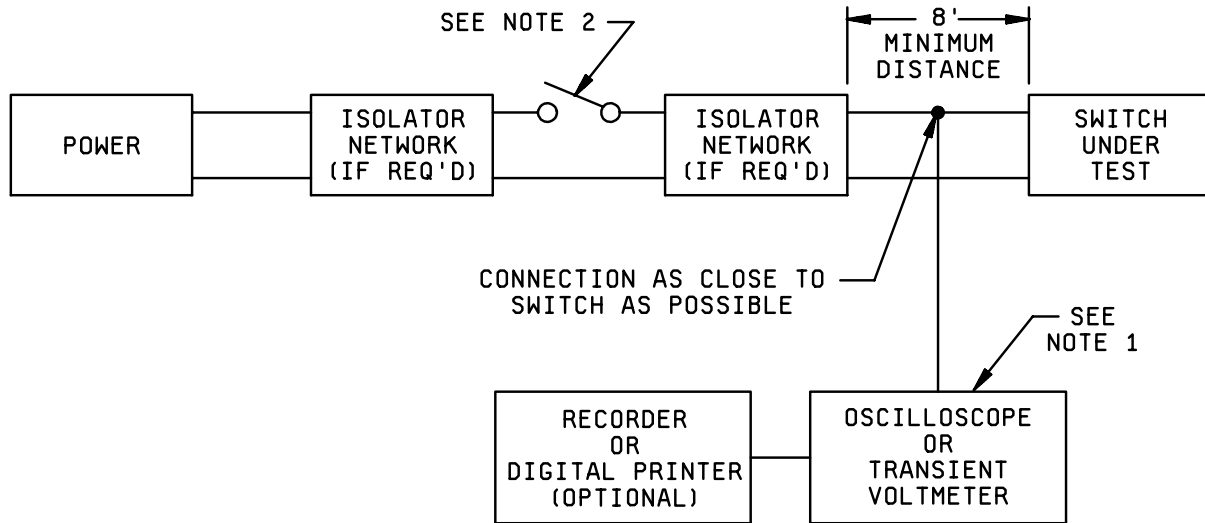 SEE NOTE 2
8'
MINIMUM
DISTANCE
POWER
ISOLATOR
NETWORK
(IF REQ'D)
ISOLATOR
NETWORK
(IF REQ'D)
SWITCH
UNDER
TEST
CONNECTION AS CLOSE TO
SWITCH AS POSSIBLE
SEE
NOTE 1
RECORDER
OR
DIGITAL PRINTER
(OPTIONAL)
OSCILLOSCOPE
OR
TRANSIENT
VOLTMETER